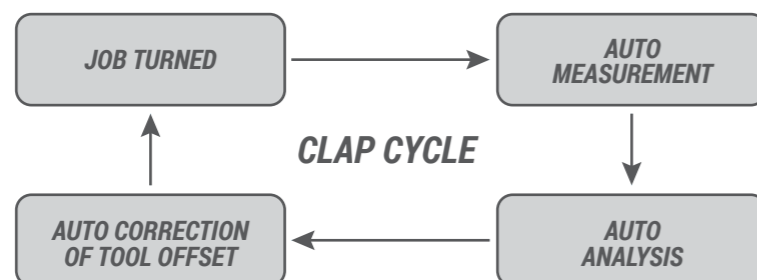 JOB TURNED
AUTO
MEASUREMENT
CLAP CYCLE
AUTO CORRECTION
OF TOOL OFFSET
AUTO
ANALYSIS